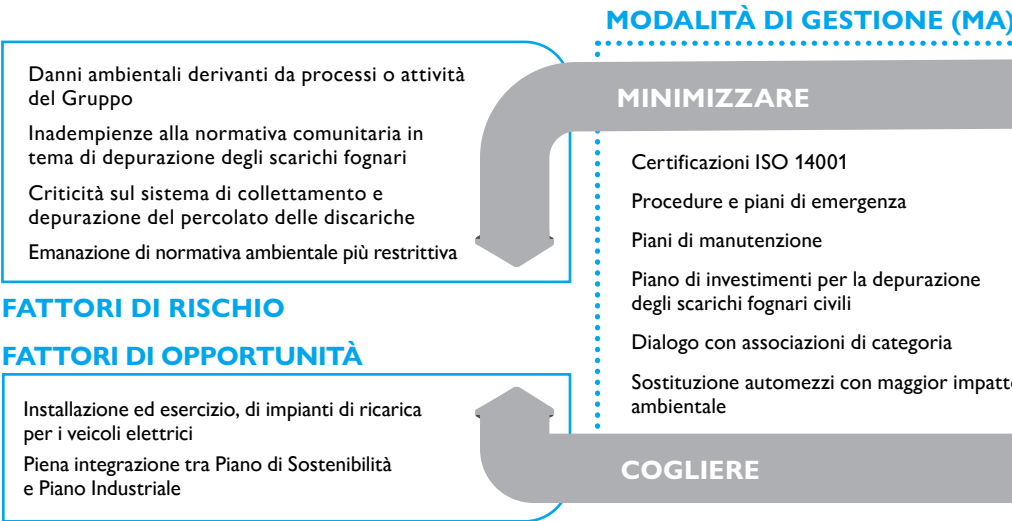 MODALITÀ DI GESTIONE (MA)
Danni ambientali derivanti da processi o attività
del Gruppo
Inadempienze alla normativa comunitaria in
tema di depurazione degli scarichi fognari
Criticità sul sistema di collettamento e
depurazione del percolato delle discariche
Emanazione di normativa ambientale più restrittiva
FATTORI DI RISCHIO
FATTORI DI OPPORTUNITÀ
Installazione ed esercizio, di impianti di ricarica
per i veicoli elettrici
Piena integrazione tra Piano di Sostenibilità
e Piano Industriale
MINIMIZZARE
Certificazioni ISO 14001
Procedure e piani di emergenza
Piani di manutenzione
Piano di investimenti per la depurazione
degli scarichi fognari civili
Dialogo con associazioni di categoria
Sostituzione automezzi con maggior impatto
ambientale
COGLIERE